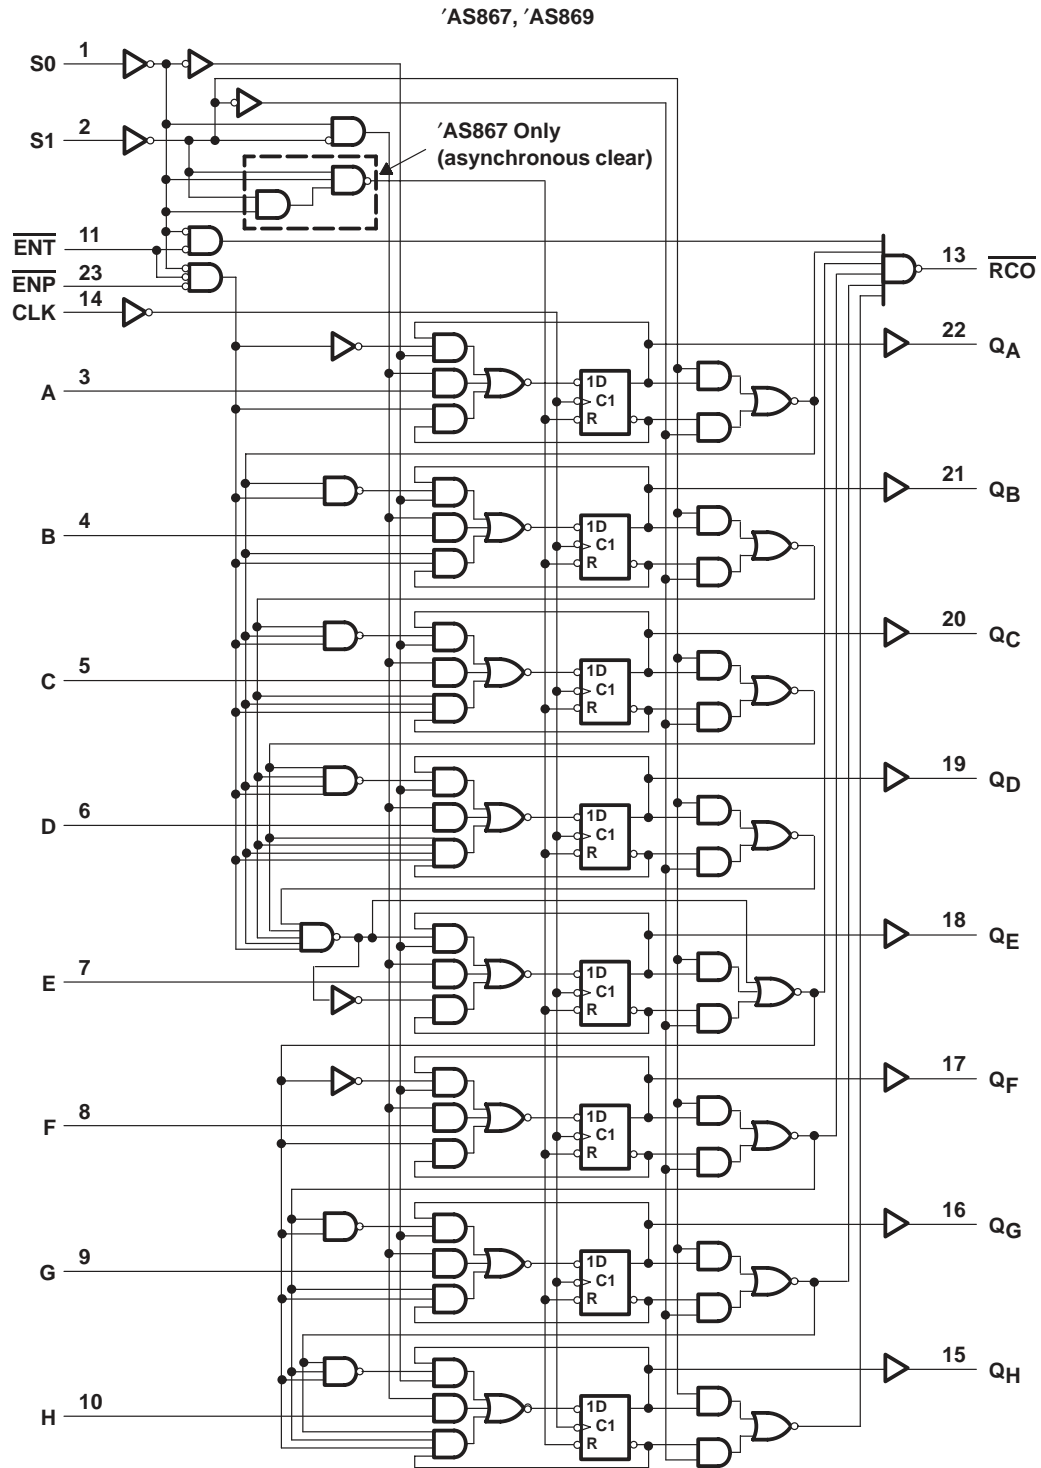 ′AS867, ′AS869
S0 1
S1 2
′AS867 Only
(asynchronous clear)
ENT 11
ENP 23
CLK 14
13 RCO
22 QA
A 3
1D
C1
R
21 QB
B 4
1D
C1
R
20 QC
C 5
1D
C1
R
19 QD
D 6
1D
C1
R
18 QE
E 7
1D
C1
R
17 QF
F 8
1D
C1
R
16 QG
G 9
1D
C1
R
15 QH
H 10
1D
C1
R